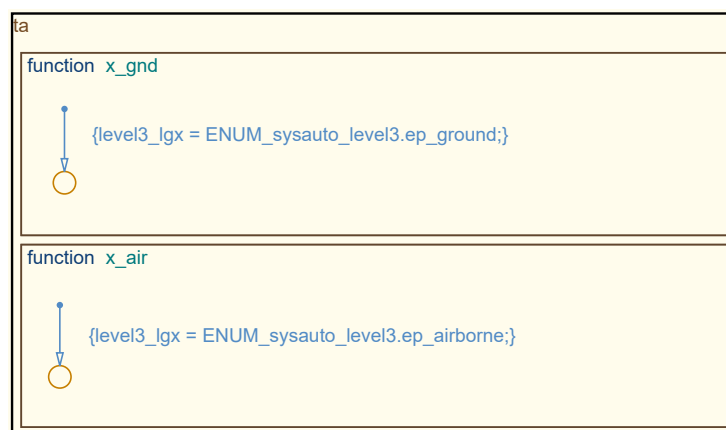 ta
function x_gnd
{level3_lgx = ENUM_sysauto_level3.ep_ground;}
function x_air
{level3_lgx = ENUM_sysauto_level3.ep_airborne;}